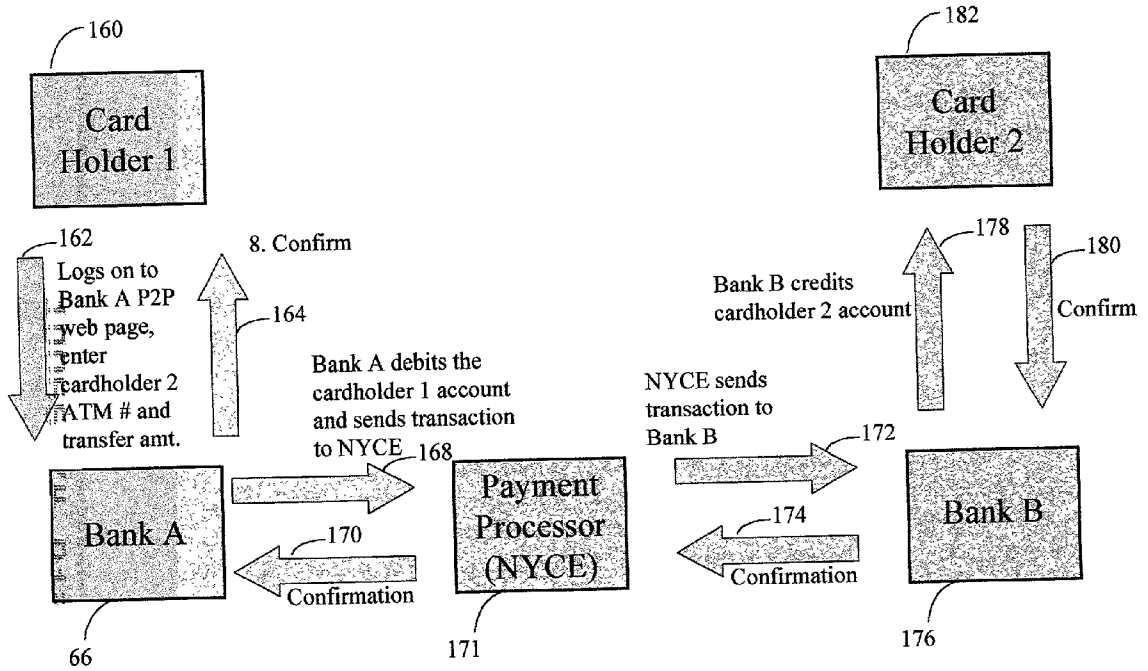 160
Card
Holder 1
182
Card
Holder 2
162
Logs on to
Bank A P2P
web page,
enter
cardholder 2
ATM # and
transfer amt.
8. Confirm
164
Bank A debits the
cardholder 1 account
and sends transaction
to NYCE
168
NYCE sends
transaction to
Bank B
172
Bank B credits
cardholder 2 account
178
180
Confirm
Bank A
66
170
Confirmation
Payment
Processor
(NYCE)
171
174
Confirmation
Bank B
176